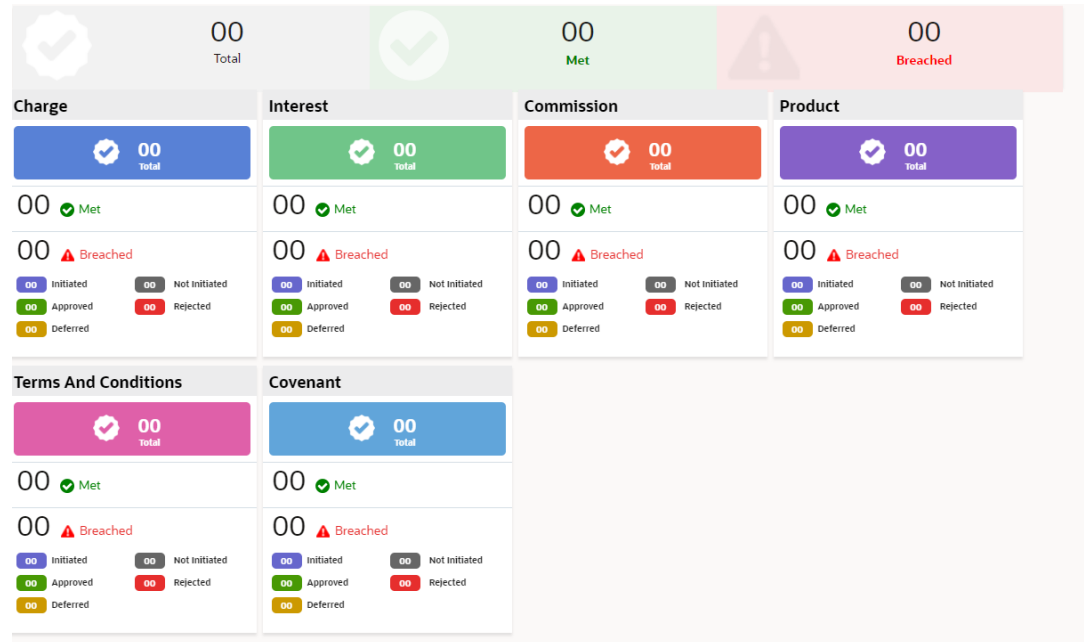 00
Total
00
Met
00
Breached
Charge
00
Total
00 Met
00 Breached
00 Initiated 00 Not Initiated
00 Approved 00 Rejected
00 Deferred
Interest
00
Total
00 Met
00 Breached
00 Initiated 00 Not Initiated
00 Approved 00 Rejected
00 Deferred
Commission
00
Total
00 Met
00 Breached
00 Initiated 00 Not Initiated
00 Approved 00 Rejected
00 Deferred
Product
00
Total
00 Met
00 Breached
00 Initiated 00 Not Initiated
00 Approved 00 Rejected
00 Deferred
Terms And Conditions
00
Total
00 Met
00 Breached
00 Initiated 00 Not Initiated
00 Approved 00 Rejected
00 Deferred
Covenant
00
Total
00 Met
00 Breached
00 Initiated 00 Not Initiated
00 Approved 00 Rejected
00 Deferred